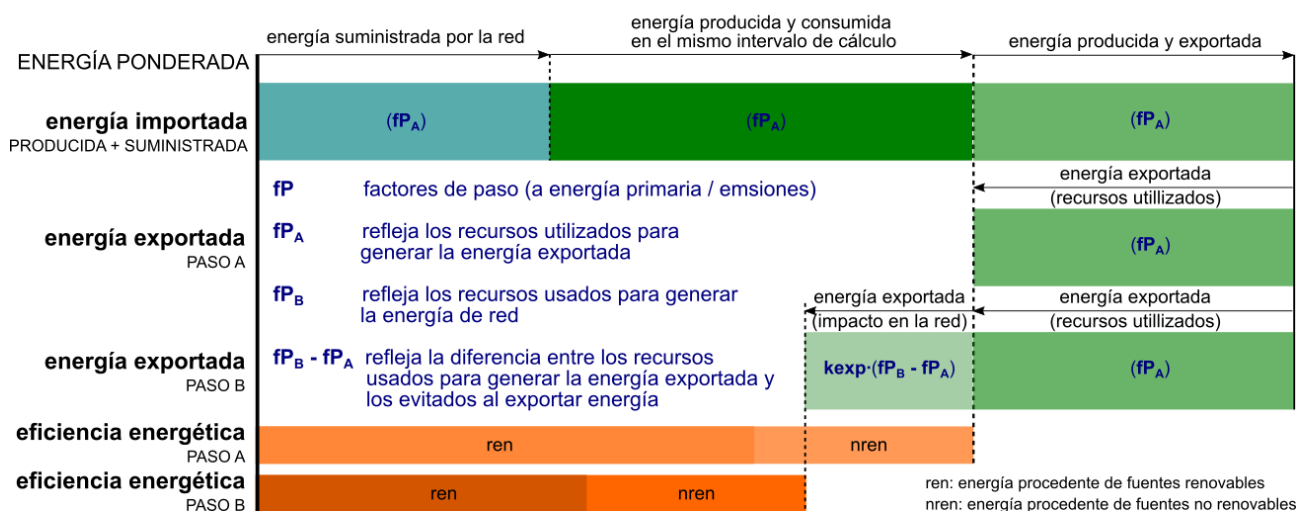 energía suministrada por la red
energía producida y consumida
en el mismo intervalo de cálculo
energía producida y exportada
ENERGÍA PONDERADA
energía importada
PRODUCIDA + SUMINISTRADA
(fPA)
(fPA)
(fPA)
fP factores de paso (a energía primaria / emsiones)
energía exportada
(recursos utillizados)
energía exportada
PASO A
fPA refleja los recursos utilizados para
generar la energía exportada
(fPA)
fPB refleja los recursos usados para generar
la energía de red
energía exportada
(impacto en la red)
energía exportada
(recursos utillizados)
energía exportada
PASO B
fPB - fPA refleja la diferencia entre los recursos
usados para generar la energía exportada y
los evitados al exportar energía
kexp·(fPB - fPA)
(fPA)
eficiencia energética
PASO A
ren
nren
eficiencia energética
PASO B
ren
nren
ren: energía procedente de fuentes renovables
nren: energía procedente de fuentes no renovables